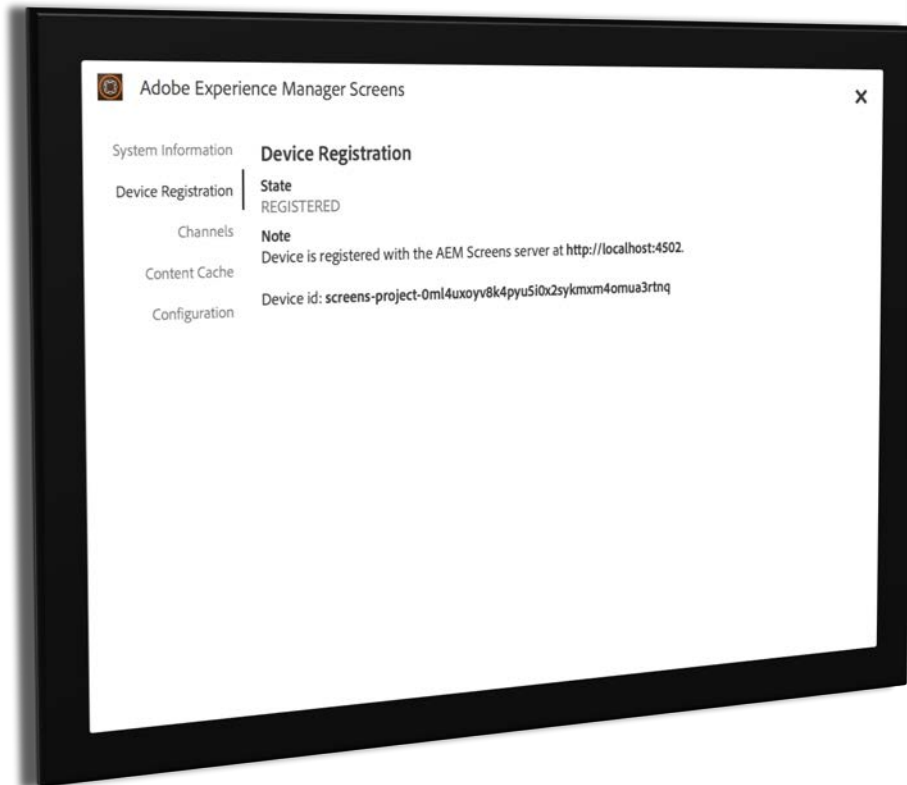 Adobe Experience Manager Screens
X
System Information
Device Registration
Channels
Content Cache
Configuration
Device Registration
State
REGISTERED
Note
Device is registered with the AEM Screens server at http://localhost:4502.
Device id: screens-project-0ml4uxoyv8k4pyu5i0x2sykmxm4omua3rtnq